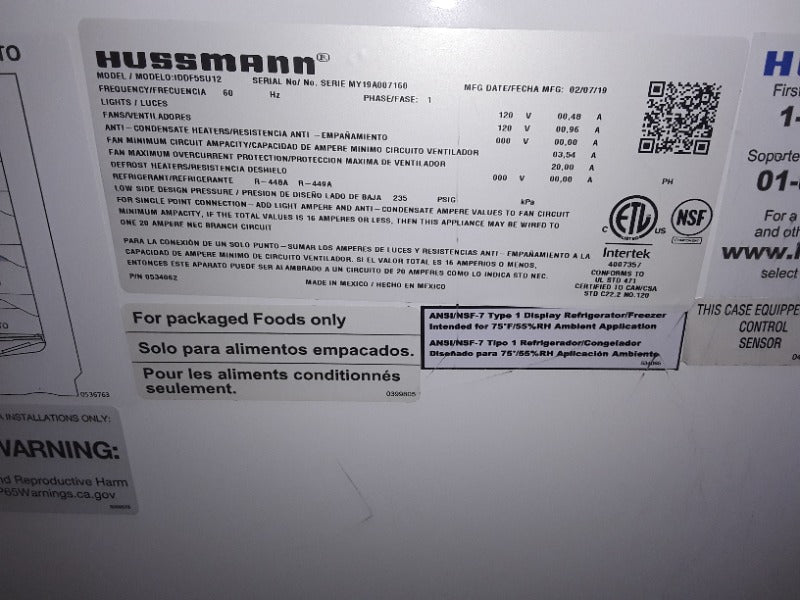 TO
HUSSMANN®
MODEL / MODELO:IDDF5SU12 SERIAL No/ No. SERIE MY19A007160 MFG DATE/FECHA MFG: 02/07/19
FREQUENCY/FRECUENCIA 60 Hz PHASE/FASE: 1
LIGHTS / LUCES 120 V 00,48 A
FANS/VENTILADORES 120 V 00,96 A
ANTI-CONDENSATE HEATERS/RESISTENCIA ANTI -EMPAÑAMIENTO 000 V 00,00 A
FAN MINIMUM CIRCUIT AMPACITY/CAPACIDAD DE AMPERE MINIMO CIRCUITO VENTILADOR 03,54 A
FAN MAXIMUM OVERCURRENT PROTECTION/PROTECCION MAXIMA DE VENTILADOR 20,00 A
DEFROST HEATERS/RESISTENCIA DESHIELO 000 V 00,00 A PH
REFRIGERANT/REFRIGERANTE R-448A R-449A
LOW SIDE DESIGN PRESSURE / PRESION DE DISEÑO LADO DE BAJA 235 PSIG kPa
FOR SINGLE POINT CONNECTION-ADD LIGHT AMPERE AND ANTI-CONDENSATE AMPERE VALUES TO FAN CIRCUIT
MINIMUM AMPACITY, IF THE TOTAL VALUES IS 16 AMPERES OR LESS, THEN THIS APPLIANCE MAY BE WIRED TO
ONE 20 AMPERE NEC BRANCH CIRCUIT
PARA LA CONEXIÓN DE UN SOLO PUNTO-SUMAR LOS AMPERES DE LUCES Y RESISTENCIAS ANTI-EMPAÑAMIENTO A LA
CAPACIDAD DE AMPERE MINIMO DE CIRCUITO VENTILADOR. SI EL VALOR TOTAL ES 16 AMPERIOS O MENOS,
ENTONCES ESTE APARATO PUEDE SER ALAMBRADO A UN CIRCUITO DE 20 AMPERES COMO LO INDICA STD NEC.
P/N 0534062 MADE IN MEXICO / HECHO EN MEXICO
C ETL US
Intertek
CONFORMS TO
UL STD 471
CERTIFIED TO CAN/CSA
STD C22.2 NO.120
NSF
H
First
1-
Soporte
01-
For a
and oth
www.h
select
For packaged Foods only
Solo para alimentos empacados.
Pour les aliments conditionnés
seulement.
0399805
ANSI/NSF-7 Type 1 Display Refrigerator/Freezer
Intended for 75°F/55%RH Ambient Application
ANSI/NSF-7 Tipo 1 Refrigerador/Congelador
Diseñado para 75°/55%RH Aplicación Ambiente
THIS CASE EQUIPPE
CONTROL
SENSOR
TO
0536763
A INSTALLATIONS ONLY:
WARNING:
nd Reproductive Harm
P65Warnings.ca.gov